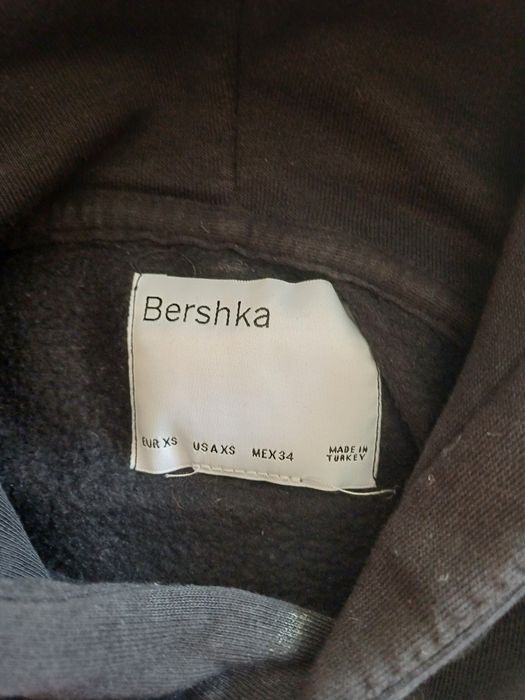 Bershka
EUR XS USA XS MEX 34 MADE IN
TURKEY